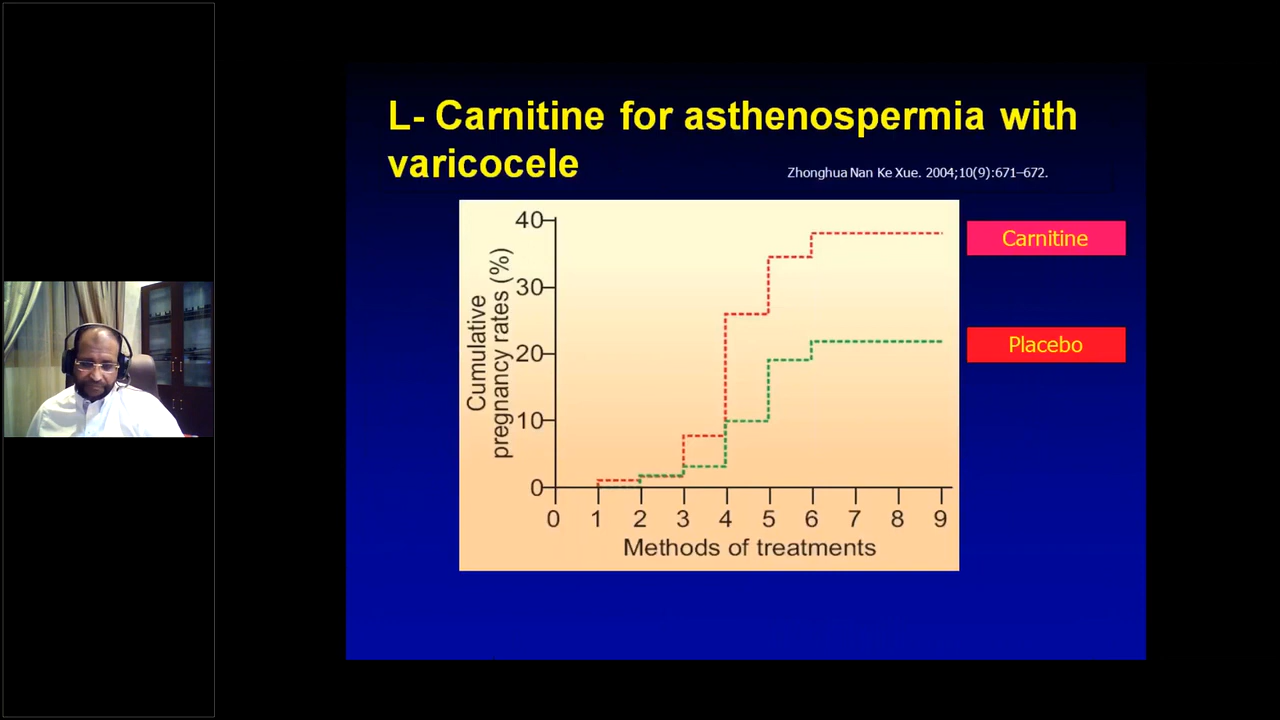 L- Carnitine for asthenospermia with
varicocele
Zhonghua Nan Ke Xue. 2004;10(9):671–672.
Cumulative
pregnancy rates (%)
40
30
20
10
0
0 1 2 3 4 5 6 7 8 9
Methods of treatments
Carnitine
Placebo